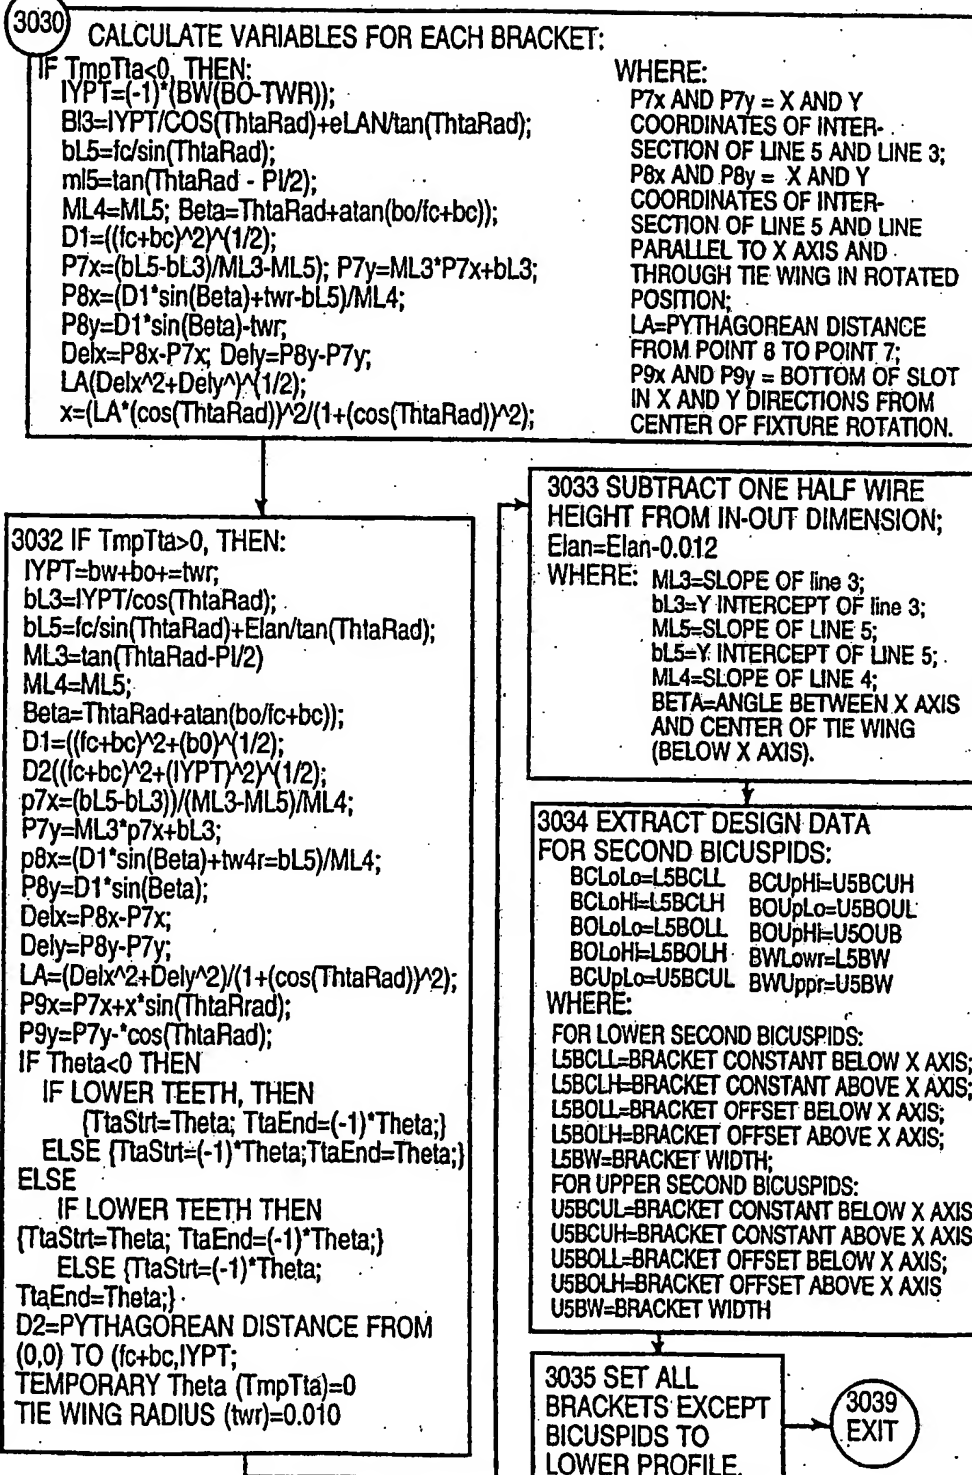 3030
CALCULATE VARIABLES FOR EACH BRACKET:
IF TmpTta<0, THEN:
IYPT=(-1)*(BW(BO-TWR));
Bl3=IYPT/COS(ThtaRad)+eLAN/tan(ThtaRad);
bL5=fc/sin(ThtaRad);
ml5=tan(ThtaRad - PI/2);
ML4=ML5; Beta=ThtaRad+atan(bo/fc+bc));
D1=((fc+bc)^2)^(1/2);
P7x=(bL5-bL3)/ML3-ML5); P7y=ML3*P7x+bL3;
P8x=(D1*sin(Beta)+twr-bL5)/ML4;
P8y=D1*sin(Beta)-twr;
Delx=P8x-P7x; Dely=P8y-P7y;
LA(Delx^2+Dely^)^(1/2);
x=(LA*(cos(ThtaRad))^2/(1+(cos(ThtaRad))^2);
WHERE:
P7x AND P7y = X AND Y
COORDINATES OF INTER-
SECTION OF LINE 5 AND LINE 3;
P8x AND P8y = X AND Y
COORDINATES OF INTER-
SECTION OF LINE 5 AND LINE
PARALLEL TO X AXIS AND
THROUGH TIE WING IN ROTATED
POSITION;
LA=PYTHAGOREAN DISTANCE
FROM POINT 8 TO POINT 7;
P9x AND P9y = BOTTOM OF SLOT
IN X AND Y DIRECTIONS FROM
CENTER OF FIXTURE ROTATION.
3032 IF TmpTta>0, THEN:
IYPT=bw+bo+=twr;
bL3=IYPT/cos(ThtaRad);
bL5=fc/sin(ThtaRad)+Elan/tan(ThtaRad);
ML3=tan(ThtaRad-PI/2)
ML4=ML5;
Beta=ThtaRad+atan(bo/fc+bc));
D1=((fc+bc)^2+(b0)^(1/2);
D2((fc+bc)^2+(IYPT)^2)^(1/2);
p7x=(bL5-bL3))/(ML3-ML5)/ML4;
P7y=ML3*p7x+bL3;
p8x=(D1*sin(Beta)+tw4r=bL5)/ML4;
P8y=D1*sin(Beta);
Delx=P8x-P7x;
Dely=P8y-P7y;
LA=(Delx^2+Dely^2)/(1+(cos(ThtaRad))^2);
P9x=P7x+x*sin(ThtaRrad);
P9y=P7y-*cos(ThtaRad);
IF Theta<0 THEN
IF LOWER TEETH, THEN
{TtaStrt=Theta; TtaEnd=(-1)*Theta;}
ELSE {TtaStrt=(-1)*Theta;TtaEnd=Theta;}
ELSE
IF LOWER TEETH THEN
{TtaStrt=Theta; TtaEnd=(-1)*Theta;}
ELSE {TtaStrt=(-1)*Theta;
TtaEnd=Theta;}
D2=PYTHAGOREAN DISTANCE FROM
(0,0) TO (fc+bc,IYPT;
TEMPORARY Theta (TmpTta)=0
TIE WING RADIUS (twr)=0.010
3033 SUBTRACT ONE HALF WIRE
HEIGHT FROM IN-OUT DIMENSION;
Elan=Elan-0.012
WHERE: ML3=SLOPE OF line 3;
bL3=Y INTERCEPT OF line 3;
ML5=SLOPE OF LINE 5;
bL5=Y INTERCEPT OF LINE 5;
ML4=SLOPE OF LINE 4;
BETA=ANGLE BETWEEN X AXIS
AND CENTER OF TIE WING
(BELOW X AXIS).
3034 EXTRACT DESIGN DATA
FOR SECOND BICUSPIDS:
BCLoLo=L5BCLL BCUpHi=U5BCUH
BCLoHi=L5BCLH BOUpLo=U5BOUL
BOLoLo=L5BOLL BOUpHi=U5OUB
BOLoHi=L5BOLH BWLowr=L5BW
BCUpLo=U5BCUL BWUppr=U5BW
WHERE:
FOR LOWER SECOND BICUSPIDS:
L5BCLL=BRACKET CONSTANT BELOW X AXIS;
L5BCLH=BRACKET CONSTANT ABOVE X AXIS;
L5BOLL=BRACKET OFFSET BELOW X AXIS;
L5BOLH=BRACKET OFFSET ABOVE X AXIS;
L5BW=BRACKET WIDTH;
FOR UPPER SECOND BICUSPIDS:
U5BCUL=BRACKET CONSTANT BELOW X AXIS
U5BCUH=BRACKET CONSTANT ABOVE X AXIS
U5BOLL=BRACKET OFFSET BELOW X AXIS;
U5BOLH=BRACKET OFFSET ABOVE X AXIS
U5BW=BRACKET WIDTH
3035 SET ALL
BRACKETS EXCEPT
BICUSPIDS TO
LOWER PROFILE.
3039
EXIT